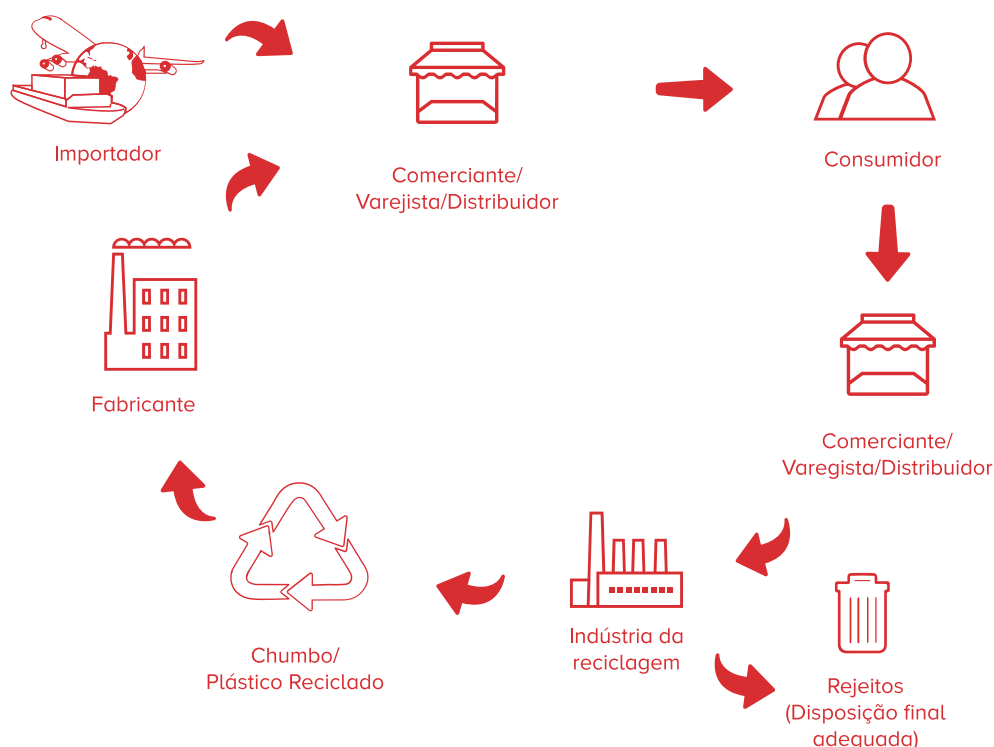 Importador
Comerciante/
Varejista/Distribuidor
Consumidor
Fabricante
Comerciante/
Varegista/Distribuidor
Chumbo/
Plástico Reciclado
Indústria da
reciclagem
Rejeitos
(Disposição final
adequada)